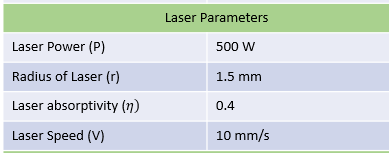 Laser Parameters
Laser Power (P) 500 W
Radius of Laser (r) 1.5 mm
Laser absorptivity (η) 0.4
Laser Speed (V) 10 mm/s